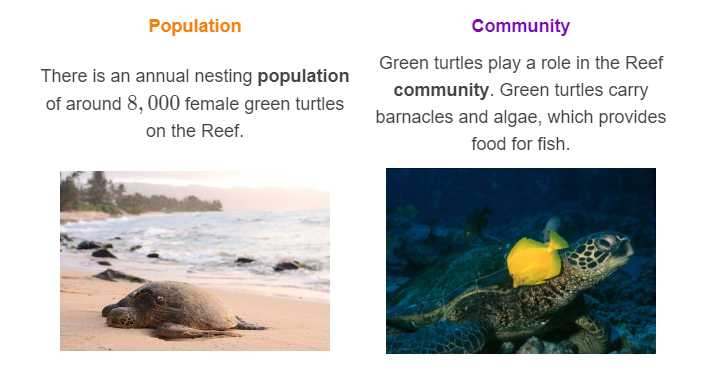 Population
There is an annual nesting population
of around 8, 000 female green turtles
on the Reef.
Community
Green turtles play a role in the Reef
community. Green turtles carry
barnacles and algae, which provides
food for fish.